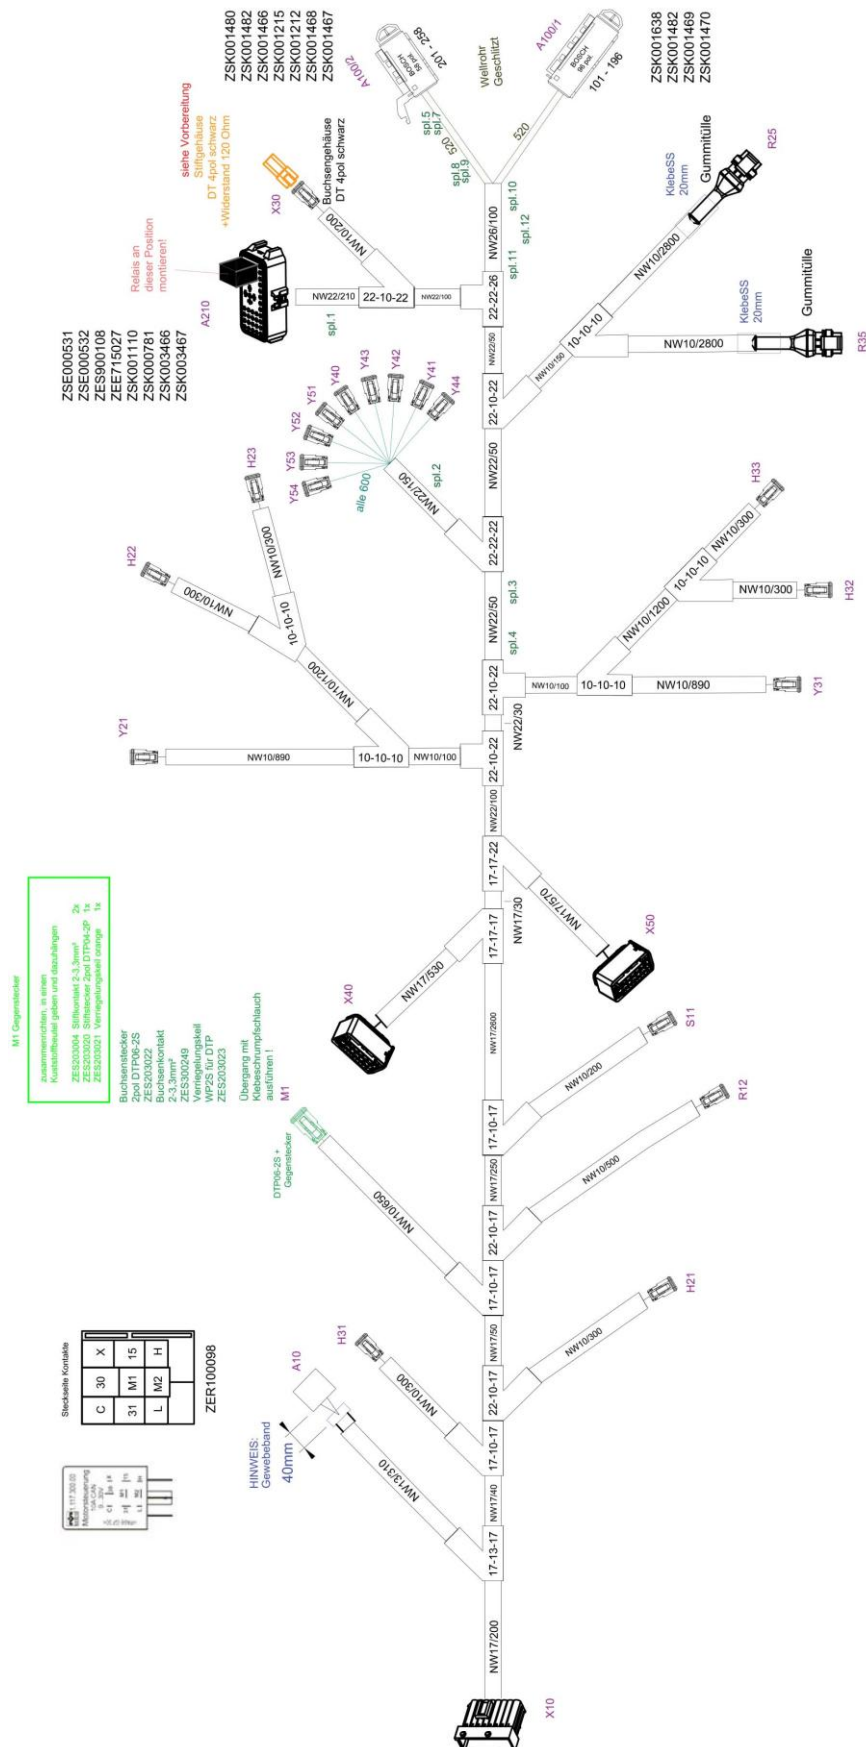 ZSK001480
ZSK001482
ZSK001466
ZSK001215
ZSK001212
ZSK001468
ZSK001467
A100/2
BOSCH
58 pol.
201 - 258
Wellrohr
Geschlitzt
A100/1
BOSCH
96 pol.
101 - 196
ZSK001638
ZSK001482
ZSK001469
ZSK001470
520
spl.5
spl.7
spl.8
spl.9
520
spl.10
spl.12
spl.11
NW26/100
22-22-26
siehe Vorbereitung
Stiftgehäuse
DT 4pol schwarz
+Widerstand 120 Ohm
X30
Buchsengehäuse
DT 4pol schwarz
NW10/200
Relais an
dieser Position
montieren!
A210
NW22/210
22-10-22
NW22/100
spl.1
ZSE000531
ZSE000532
ZES900108
ZEE715027
ZSK001110
ZSK000781
ZSK003466
ZSK003467
NW22/50
22-10-22
NW10/150
10-10-10
NW10/2800
KlebeSS
20mm
Gummitülle
R25
NW10/2800
KlebeSS
20mm
Gummitülle
R35
NW22/50
22-22-22
NW22/150
spl.2
alle 600
Y54
Y53
Y52
Y51
Y40
Y43
Y42
Y41
Y44
NW22/50
spl.3
spl.4
H23
NW10/300
H22
NW10/300
10-10-10
NW10/1200
Y21
NW10/890
10-10-10
NW10/100
22-10-22
22-10-22
NW22/30
NW10/100
10-10-10
NW10/890
Y31
NW10/1200
10-10-10
NW10/300
H33
NW10/300
H32
NW22/100
17-17-22
NW17/570
X50
NW17/30
17-17-17
NW17/530
X40
NW17/2600
17-10-17
NW10/200
S11
NW17/250
22-10-17
NW10/500
R12
17-10-17
NW10/650
DTP06-2S +
Gegenstecker
M1
Übergang mit
Klebeschrumpfschlauch
ausführen !
Buchsenstecker
2pol DTP06-2S
ZES203022
Buchsenkontakt
2-3.3mm²
ZES300249
Verriegelungskeil
WP2S für DTP
ZES203023
M1 Gegenstecker
zusammenrichten, in einen
Kuststoffbeutel geben und dazuhängen
ZES203004 Stiftkontakt 2-3,3mm² 2x
ZES203020 Stiftstecker 2pol DTP04-2P 1x
ZES203021 Verriegelungskeil orange 1x
NW17/50
22-10-17
NW10/300
H21
17-10-17
NW10/300
H31
NW17/40
17-13-17
NW13/310
A10
HINWEIS:
Gewebeband
40mm
NW17/200
X10
Steckseite Kontakte
C 30 X
31 M1 15
L M2 H
ZER100098
1.117.300.00
Motorsteuerung
10A CAN